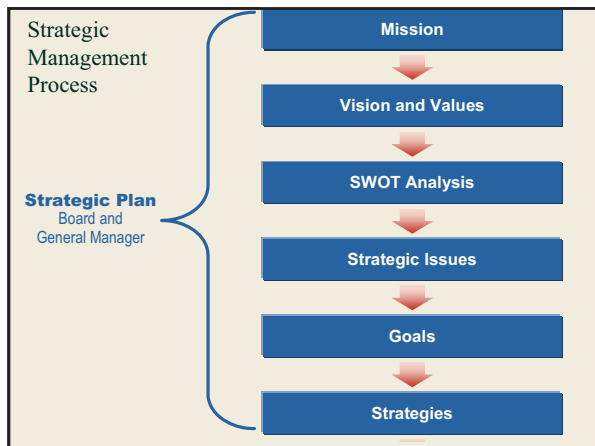 Strategic
Management
Process
Mission
Vision and Values
SWOT Analysis
Strategic Plan
Board and
General Manager
Strategic Issues
Goals
Strategies